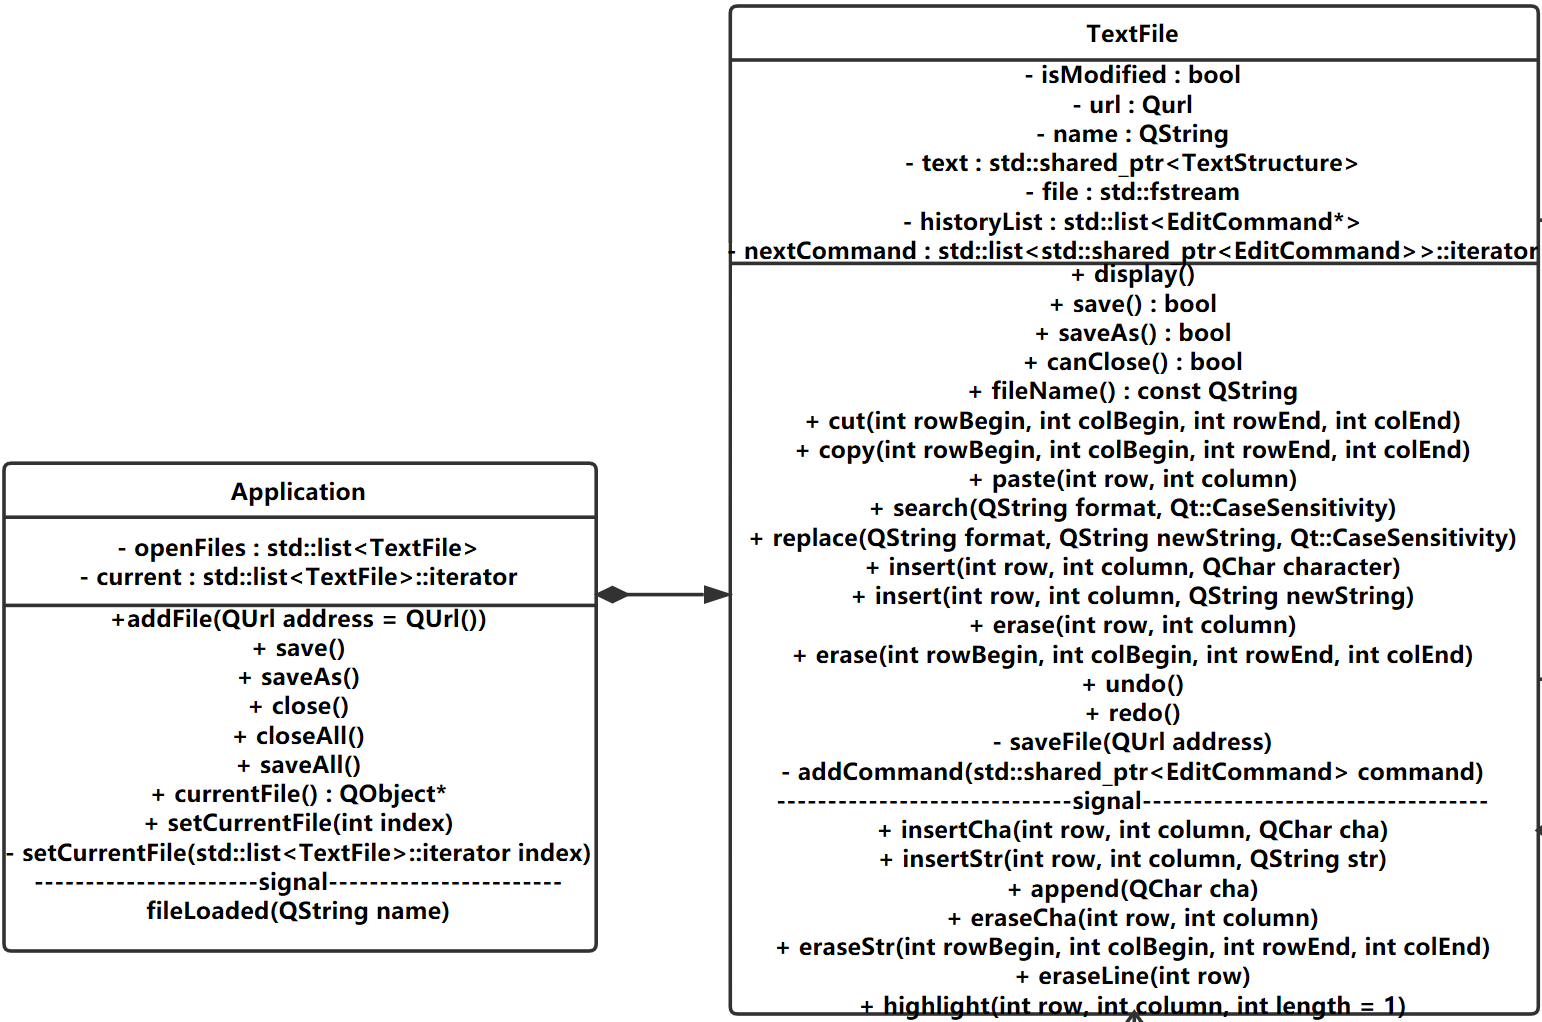 TextFile
- isModified : bool
- url : Qurl
- name : QString
- text : std::shared_ptr<TextStructure>
- file : std::fstream
- historyList : std::list<EditCommand*>
- nextCommand : std::list<std::shared_ptr<EditCommand>>::iterator
+ display()
+ save() : bool
+ saveAs() : bool
+ canClose() : bool
+ fileName() : const QString
+ cut(int rowBegin, int colBegin, int rowEnd, int colEnd)
+ copy(int rowBegin, int colBegin, int rowEnd, int colEnd)
+ paste(int row, int column)
+ search(QString format, Qt::CaseSensitivity)
+ replace(QString format, QString newString, Qt::CaseSensitivity)
+ insert(int row, int column, QChar character)
+ insert(int row, int column, QString newString)
+ erase(int row, int column)
+ erase(int rowBegin, int colBegin, int rowEnd, int colEnd)
+ undo()
+ redo()
- saveFile(QUrl address)
- addCommand(std::shared_ptr<EditCommand> command)
----------------------------signal---------------------------------
+ insertCha(int row, int column, QChar cha)
+ insertStr(int row, int column, QString str)
+ append(QChar cha)
+ eraseCha(int row, int column)
+ eraseStr(int rowBegin, int colBegin, int rowEnd, int colEnd)
+ eraseLine(int row)
+ highlight(int row, int column, int length = 1)
Application
- openFiles : std::list<TextFile>
- current : std::list<TextFile>::iterator
+addFile(QUrl address = QUrl())
+ save()
+ saveAs()
+ close()
+ closeAll()
+ saveAll()
+ currentFile() : QObject*
+ setCurrentFile(int index)
- setCurrentFile(std::list<TextFile>::iterator index)
----------------------signal-----------------------
fileLoaded(QString name)